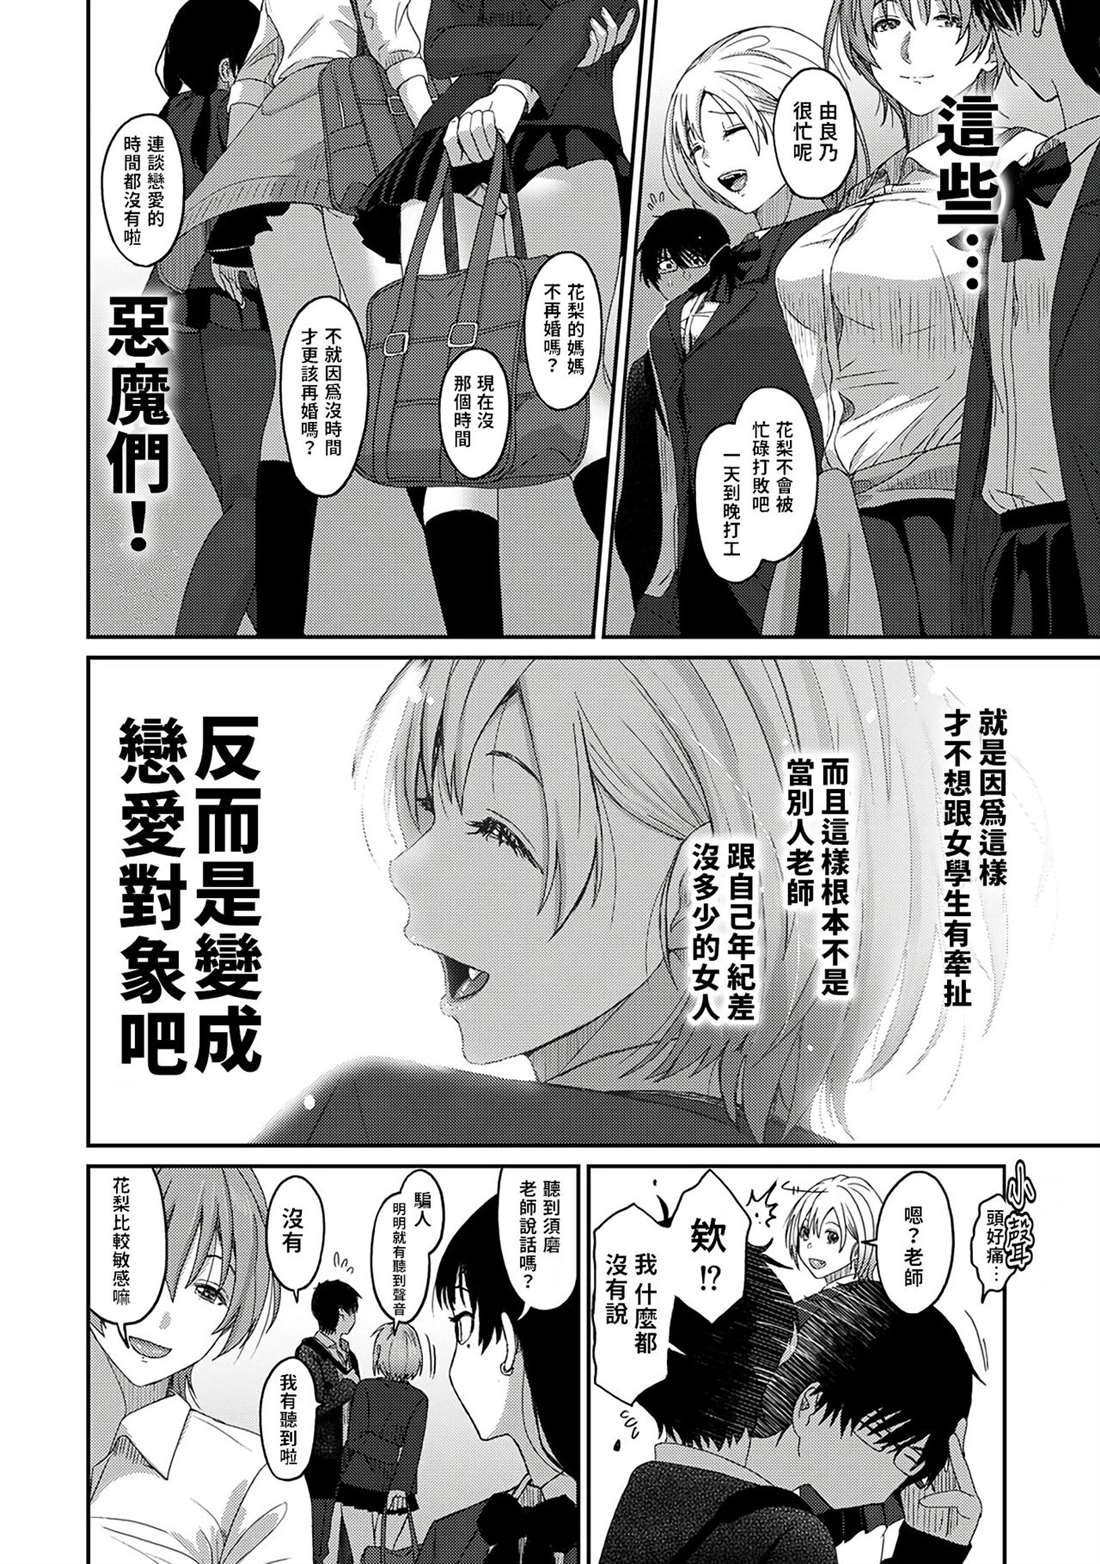 由良乃
很忙呢
這些⋯⋯
花梨不會被
忙碌打敗吧
一天到晚打工
花梨的媽媽
不再婚嗎？
現在沒
那個時間
不就因為沒時間
才更該再婚嗎？
連談戀愛的
時間都沒有啦
惡魔們！
就是因為這樣
才不想跟女學生有牽扯
而且這樣根本不是
當別人老師
跟自己年紀差
沒多少的女人
反而是變成
戀愛對象吧
小聲
頭好痛⋯
嗯？老師
欸!?
我什麼都
沒有說
聽到須磨
老師說話嗎？
騙人
明明就有聽到聲音
沒有
我有聽到啦
花梨比較敏感嘛